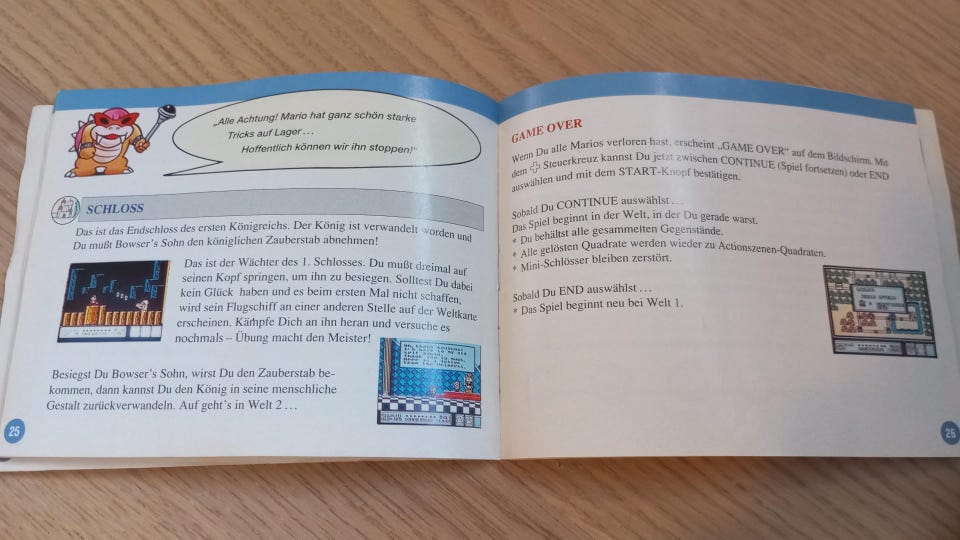 „Alle Achtung! Mario hat ganz schön starke
Tricks auf Lager…
Hoffentlich können wir ihn stoppen!“
SCHLOSS
Das ist das Endschloss des ersten Königreichs. Der König ist verwandelt worden und
Du mußt Bowser's Sohn den königlichen Zauberstab abnehmen!
Das ist der Wächter des 1. Schlosses. Du mußt dreimal auf
seinen Kopf springen, um ihn zu besiegen. Solltest Du dabei
kein Glück haben und es beim ersten Mal nicht schaffen,
wird sein Flugschiff an einer anderen Stelle auf der Weltkarte
erscheinen. Kärhpfe Dich an ihn heran und versuche es
nochmals – Übung macht den Meister!
Besiegst Du Bowser's Sohn, wirst Du den Zauberstab be-
kommen, dann kannst Du den König in seine menschliche
Gestalt zurückverwandeln. Auf geht's in Welt 2…
25
GAME OVER
Wenn Du alle Marios verloren hast, erscheint „GAME OVER“ auf dem Bildschirm. Mit
dem Steuerkreuz kannst Du jetzt zwischen CONTINUE (Spiel fortsetzen) oder END
auswählen und mit dem START-Knopf bestätigen.
Sobald Du CONTINUE auswählst…
Das Spiel beginnt in der Welt, in der Du gerade warst.
* Du behältst alle gesammelten Gegenstände.
* Alle gelösten Quadrate werden wieder zu Actionszenen-Quadraten.
* Mini-Schlösser bleiben zerstört.
Sobald Du END auswählst…
* Das Spiel beginnt neu bei Welt 1.
26